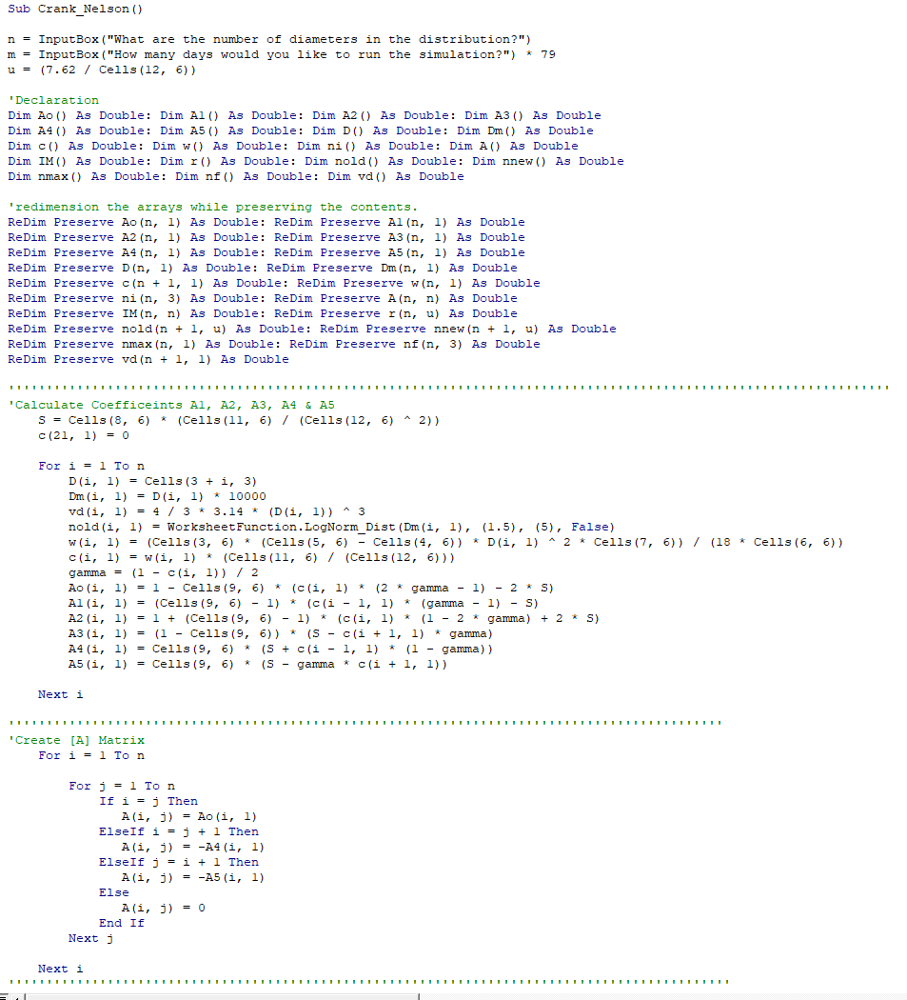 Sub Crank_Nelson()
n = InputBox("What are the number of diameters in the distribution?")
m = InputBox("How many days would you like to run the simulation?") * 79
u = (7.62 / Cells(12, 6))
'Declaration
Dim Ao() As Double: Dim A1() As Double: Dim A2() As Double: Dim A3() As Double
Dim A4() As Double: Dim A5() As Double: Dim D() As Double: Dim Dm() As Double
Dim c() As Double: Dim w() As Double: Dim ni() As Double: Dim A() As Double
Dim IM() As Double: Dim r() As Double: Dim nold() As Double: Dim nnew() As Double
Dim nmax() As Double: Dim nf() As Double: Dim vd() As Double
'redimension the arrays while preserving the contents.
ReDim Preserve Ao(n, 1) As Double: ReDim Preserve A1(n, 1) As Double
ReDim Preserve A2(n, 1) As Double: ReDim Preserve A3(n, 1) As Double
ReDim Preserve A4(n, 1) As Double: ReDim Preserve A5(n, 1) As Double
ReDim Preserve D(n, 1) As Double: ReDim Preserve Dm(n, 1) As Double
ReDim Preserve c(n + 1, 1) As Double: ReDim Preserve w(n, 1) As Double
ReDim Preserve ni(n, 3) As Double: ReDim Preserve A(n, n) As Double
ReDim Preserve IM(n, n) As Double: ReDim Preserve r(n, u) As Double
ReDim Preserve nold(n + 1, u) As Double: ReDim Preserve nnew(n + 1, u) As Double
ReDim Preserve nmax(n, 1) As Double: ReDim Preserve nf(n, 3) As Double
ReDim Preserve vd(n + 1, 1) As Double
'Calculate Coefficeints A1, A2, A3, A4 & A5
S = Cells(8, 6) * (Cells(11, 6) / (Cells(12, 6) ^ 2))
c(21, 1) = 0
For i = 1 To n
D(i, 1) = Cells(3 + i, 3)
Dm(i, 1) = D(i, 1) * 10000
vd(i, 1) = 4 / 3 * 3.14 * (D(i, 1)) ^ 3
nold(i, 1) = WorksheetFunction.LogNorm_Dist(Dm(i, 1), (1.5), (5), False)
w(i, 1) = (Cells(3, 6) * (Cells(5, 6) - Cells(4, 6)) * D(i, 1) ^ 2 * Cells(7, 6)) / (18 * Cells(6, 6))
c(i, 1) = w(i, 1) * (Cells(11, 6) / (Cells(12, 6)))
gamma = (1 - c(i, 1)) / 2
Ao(i, 1) = 1 - Cells(9, 6) * (c(i, 1) * (2 * gamma - 1) - 2 * S)
A1(i, 1) = (Cells(9, 6) - 1) * (c(i - 1, 1) * (gamma - 1) - S)
A2(i, 1) = 1 + (Cells(9, 6) - 1) * (c(i, 1) * (1 - 2 * gamma) + 2 * S)
A3(i, 1) = (1 - Cells(9, 6)) * (S - c(i + 1, 1) * gamma)
A4(i, 1) = Cells(9, 6) * (S + c(i - 1, 1) * (1 - gamma))
A5(i, 1) = Cells(9, 6) * (S - gamma * c(i + 1, 1))
Next i
'Create [A] Matrix
For i = 1 To n
For j = 1 To n
If i = j Then
A(i, j) = Ao(i, 1)
ElseIf i = j + 1 Then
A(i, j) = -A4(i, 1)
ElseIf j = i + 1 Then
A(i, j) = -A5(i, 1)
Else
A(i, j) = 0
End If
Next j
Next i